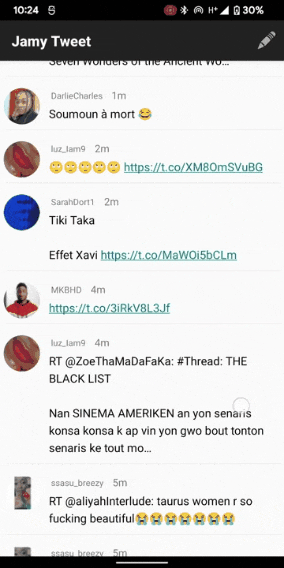 10:24
H+
30%
Jamy Tweet
Seven Wonders of the Ancient Wo...
DarlieCharles 1m
Soumoun à mort 😂
luz_lam9 2m
🙄🙄🙄🙄🙄 https://t.co/XM8OmSVuBG
SarahDort1 2m
Tiki Taka
Effet Xavi https://t.co/MaWOi5bCLm
MKBHD 4m
https://t.co/3iRkV8L3Jf
luz_lam9 4m
RT @ZoeThaMaDaFaKa: #Thread: THE
BLACK LIST
Nan SINEMA AMERIKEN an yon senaris
konsa konsa k ap vin yon gwo bout tonton
senaris ke tout mo...
ssasu_breezy 5m
RT @aliyahInterlude: taurus women r so
fucking beautiful😭😭😭😭😭😭😭
ssasu_breezy 5m